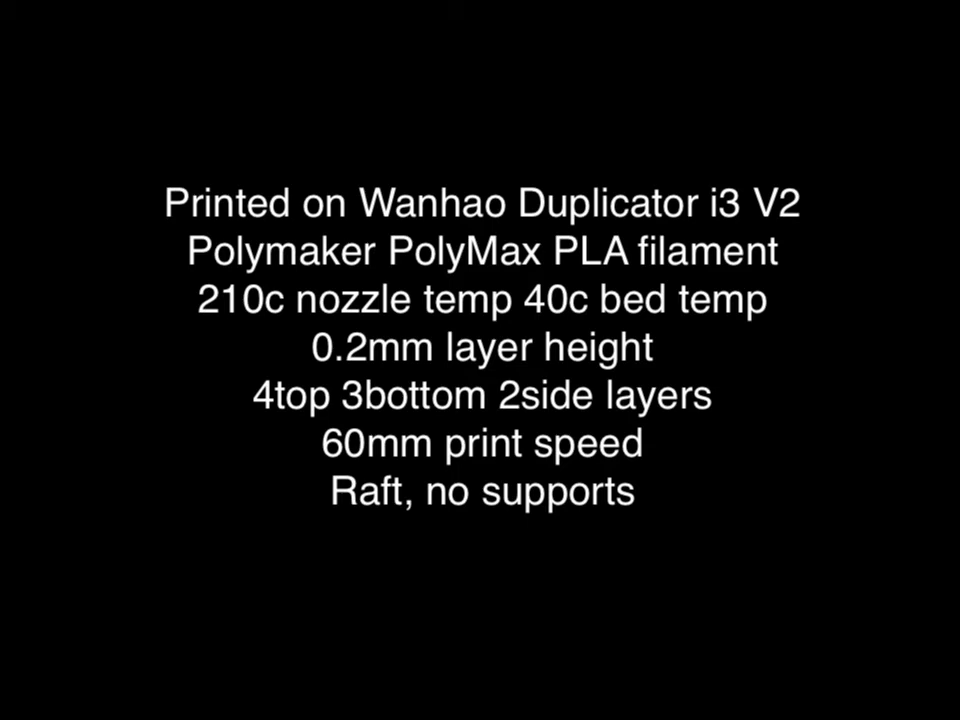 Printed on Wanhao Duplicator i3 V2
Polymaker PolyMax PLA filament
210c nozzle temp 40c bed temp
0.2mm layer height
4top 3bottom 2side layers
60mm print speed
Raft, no supports